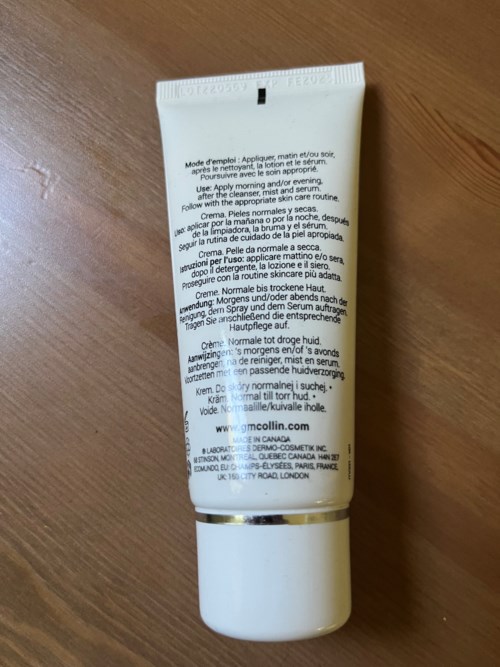 Mode d'emploi : Appliquer, matin et/ou soir,
après le nettoyant, la lotion et le sérum.
Poursuivre avec le soin approprié.
Use: Apply morning and/or evening,
after the cleanser, mist and serum.
Follow with the appropriate skin care routine.
Crema. Pieles normales y secas.
Uso: aplicar por la mañana o por la noche, después
de la limpiadora, la bruma y el sérum.
Seguir la rutina de cuidado de la piel apropiada.
Crema. Pelle da normale a secca.
Istruzioni per l'uso: applicare mattino e/o sera,
dopo il detergente, la lozione e il siero.
Proseguire con la routine skincare più adatta.
Creme. Normale bis trockene Haut.
Anwendung: Morgens und/oder abends nach der
Reinigung, dem Spray und dem Serum auftragen.
Tragen Sie anschließend die entsprechende
Hautpflege auf.
Crème. Normale tot droge huid.
Aanwijzingen: 's morgens en/of 's avonds
aanbrengen, na de reiniger, mist en serum.
Voortzetten met een passende huidverzorging.
Krem. Do skóry normalnej i suchej. •
Kräm. Normal till torr hud. •
Voide. Normaalille/kuivalle iholle.
www.gmcollin.com
MADE IN CANADA
® LABORATOIRES DERMO-COSMETIK INC.
STINSON, MONTREAL, QUEBEC CANADA H4N 2E7
ECOMUNDO, EU: CHAMPS-ÉLYSÉES, PARIS, FRANCE,
UK: 160 CITY ROAD, LONDON